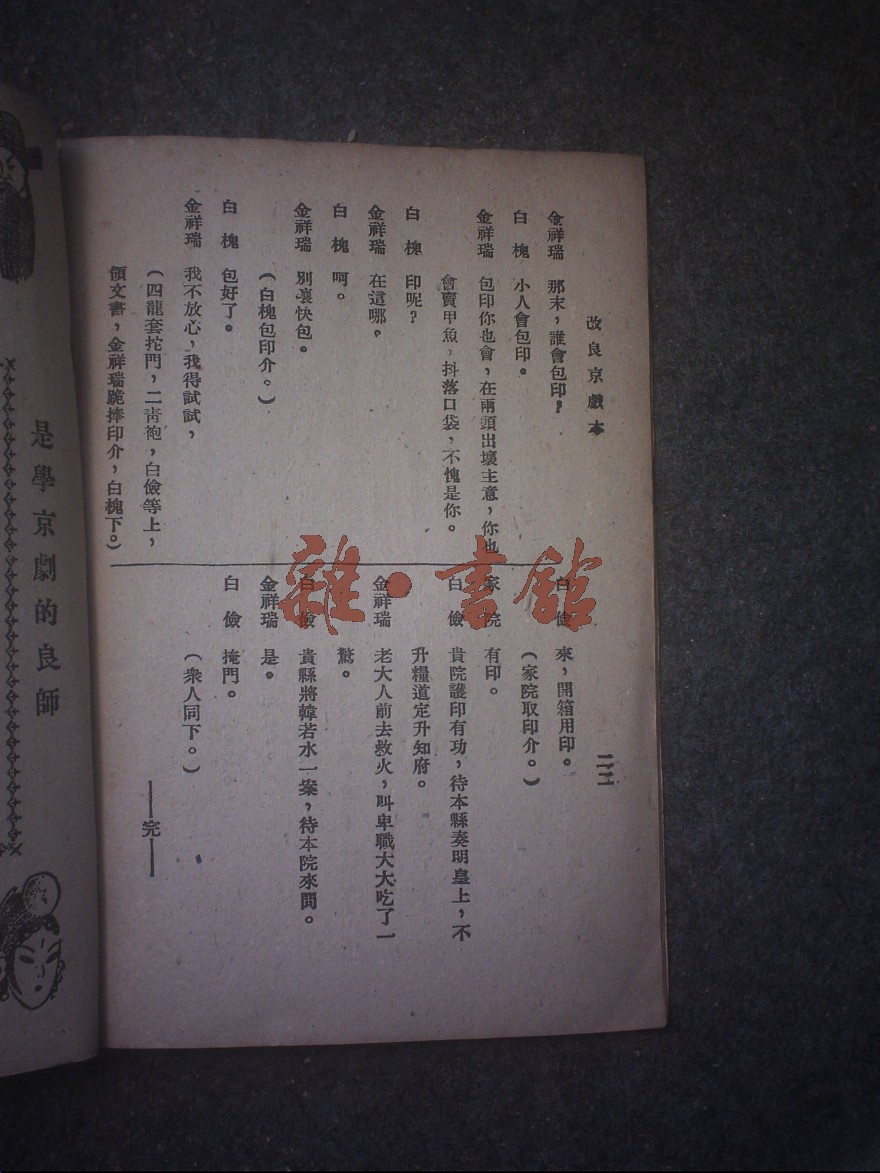 改良京戲本
金祥瑞 那末，誰會包印？
白 槐 小人會包印。
金祥瑞 包印你也會，在兩頭出壞主意，你也
會賣甲魚，抖落口袋，不愧是你。
白 槐 印呢？
金祥瑞 在這哪。
白 槐 呵。
金祥瑞 別裏快包。
（白槐包印介。）
白 槐 包好了。
金祥瑞 我不放心，我得試試，
（四龍套挖門，二青袍，白儉等上，
領文書，金祥瑞跪捧印介，白槐下。）
二二
白 儉 來，開箱用印。
（家院取印介。）
家 院 有印。
白 儉 貴院護印有功，待本縣奏明皇上，不
升糧道定升知府。
金祥瑞 老大人前去救火，叫卑職大大吃了一
驚。
白 儉 貴縣將韓若水一案，待本院來問。
金祥瑞 是。
白 儉 掩門。
（衆人同下。）
——完——
是學京劇的良師
雜·書館